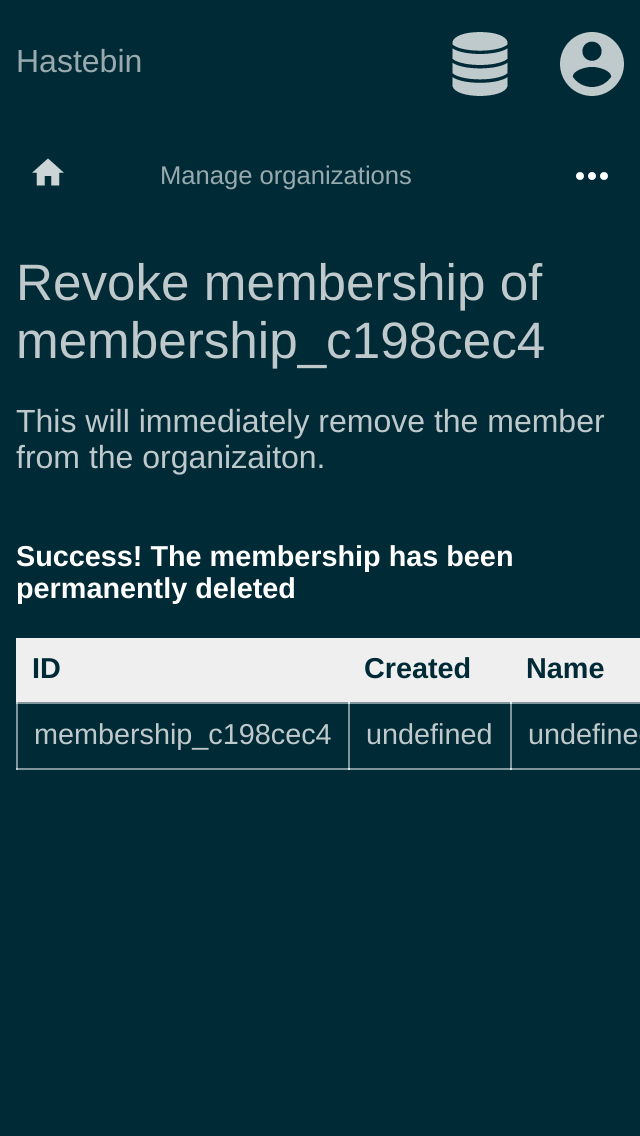 Hastebin
Manage organizations
Revoke membership of
membership_c198cec4
This will immediately remove the member
from the organizaiton.
Success! The membership has been
permanently deleted
ID Created Name
membership_c198cec4 undefined undefine